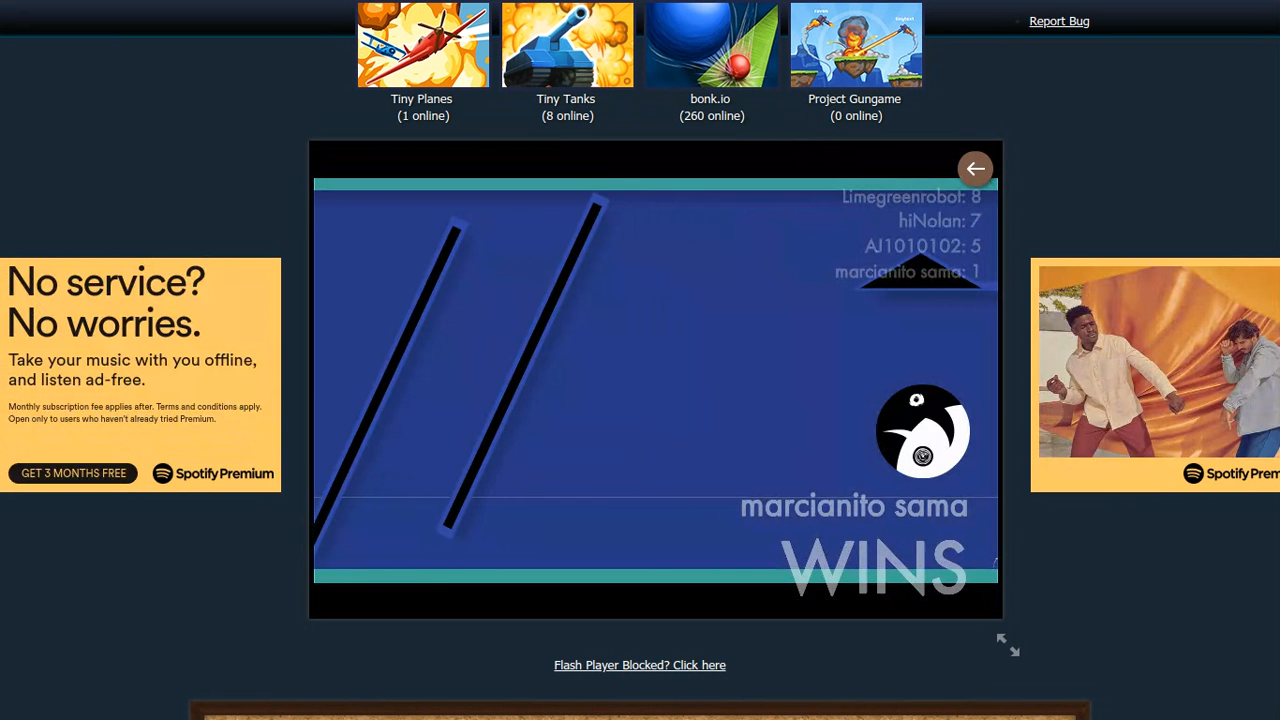 Report Bug
Tiny Planes
(1 online)
Tiny Tanks
(8 online)
bonk.io
(260 online)
Project Gungame
(0 online)
Limegreenrobot: 8
hiNolan: 7
AJ1010102: 5
marcianito sama: 1
No service?
No worries.
Take your music with you offline,
and listen ad-free.
Monthly subscription fee applies after. Terms and conditions apply.
Open only to users who haven't already tried Premium.
GET 3 MONTHS FREE
Spotify Premium
Spotify Prem
marcianito sama
WINS
Flash Player Blocked? Click here